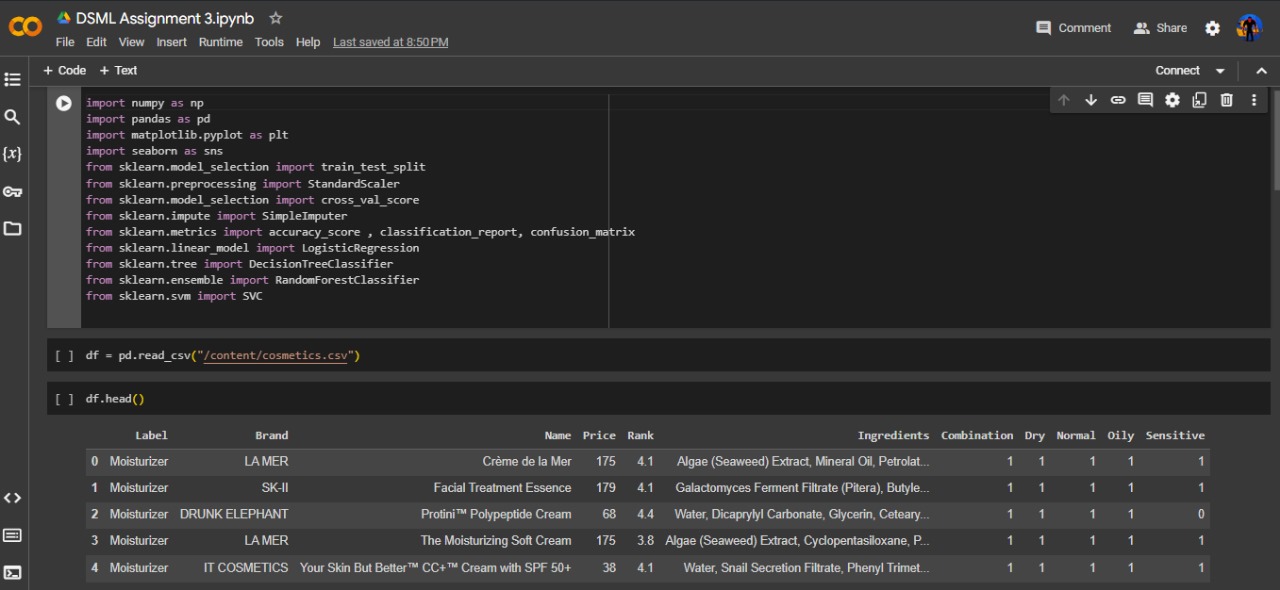 DSML Assignment 3.ipynb
Comment Share
File Edit View Insert Runtime Tools Help Last saved at 8:50 PM
+ Code + Text
Connect
import numpy as np
import pandas as pd
import matplotlib.pyplot as plt
import seaborn as sns
from sklearn.model_selection import train_test_split
from sklearn.preprocessing import StandardScaler
from sklearn.model_selection import cross_val_score
from sklearn.impute import SimpleImputer
from sklearn.metrics import accuracy_score , classification_report, confusion_matrix
from sklearn.linear_model import LogisticRegression
from sklearn.tree import DecisionTreeClassifier
from sklearn.ensemble import RandomForestClassifier
from sklearn.svm import SVC
{x}
[ ] df = pd.read_csv("/content/cosmetics.csv")
[ ] df.head()
Label Brand Name Price Rank Ingredients Combination Dry Normal Oily Sensitive
0 Moisturizer LA MER Crème de la Mer 175 4.1 Algae (Seaweed) Extract, Mineral Oil, Petrolat... 1 1 1 1 1
1 Moisturizer SK-II Facial Treatment Essence 179 4.1 Galactomyces Ferment Filtrate (Pitera), Butyle... 1 1 1 1 1
2 Moisturizer DRUNK ELEPHANT Protini™ Polypeptide Cream 68 4.4 Water, Dicaprylyl Carbonate, Glycerin, Ceteary... 1 1 1 1 0
3 Moisturizer LA MER The Moisturizing Soft Cream 175 3.8 Algae (Seaweed) Extract, Cyclopentasiloxane, P... 1 1 1 1 1
4 Moisturizer IT COSMETICS Your Skin But Better™ CC+™ Cream with SPF 50+ 38 4.1 Water, Snail Secretion Filtrate, Phenyl Trimet... 1 1 1 1 1